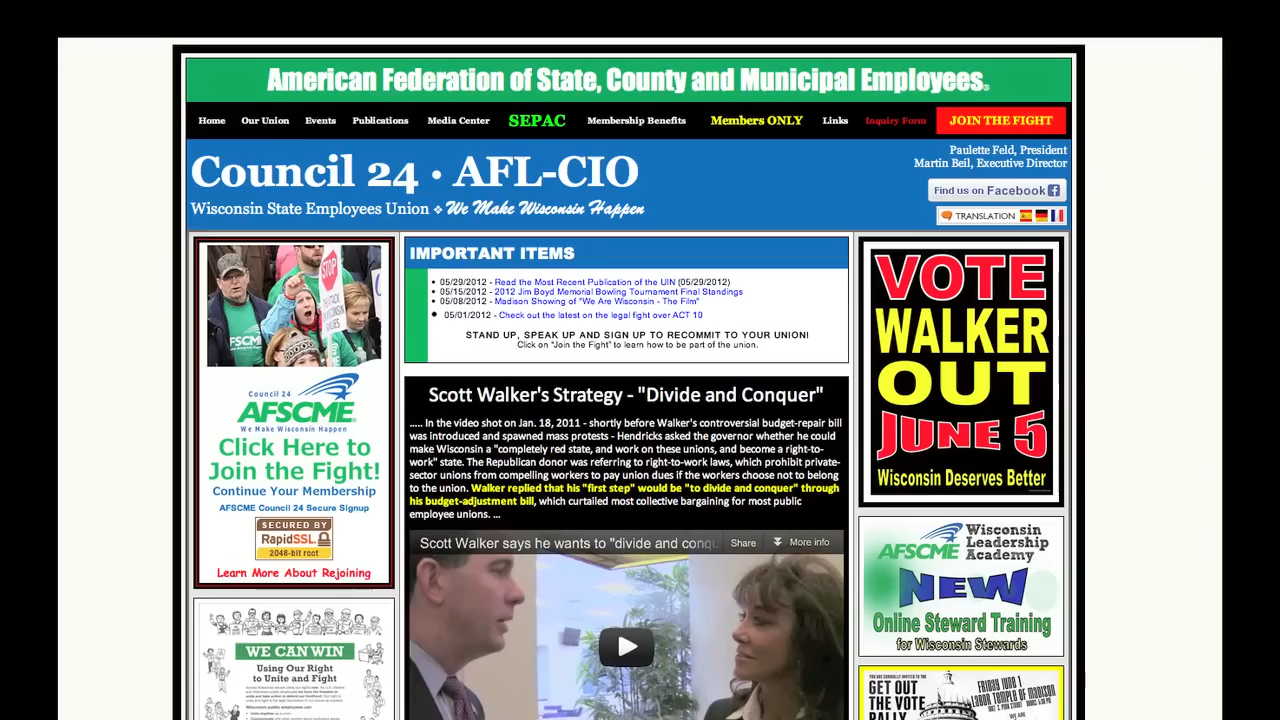 American Federation of State, County and Municipal Employees®
Home Our Union Events Publications Media Center SEPAC Membership Benefits Members ONLY Links Inquiry Form JOIN THE FIGHT
Council 24 · AFL-CIO
Wisconsin State Employees Union ❖ We Make Wisconsin Happen
Paulette Feld, President
Martin Beil, Executive Director
Find us on Facebook
TRANSLATION
STOP
AFSCME
Council 24
AFSCME
We Make Wisconsin Happen
Click Here to
Join the Fight!
Continue Your Membership
AFSCME Council 24 Secure Signup
SECURED BY
RapidSSL
2048-bit root
Learn More About Rejoining
WE CAN WIN
Using Our Right
to Unite and Fight
IMPORTANT ITEMS
• 05/29/2012 - Read the Most Recent Publication of the UIN (05/29/2012)
• 05/15/2012 - 2012 Jim Boyd Memorial Bowling Tournament Final Standings
• 05/08/2012 - Madison Showing of "We Are Wisconsin - The Film"
• 05/01/2012 - Check out the latest on the legal fight over ACT 10
STAND UP, SPEAK UP AND SIGN UP TO RECOMMIT TO YOUR UNION!
Click on "Join the Fight" to learn how to be part of the union.
Scott Walker's Strategy - "Divide and Conquer"
..... In the video shot on Jan. 18, 2011 - shortly before Walker's controversial budget-repair bill
was introduced and spawned mass protests - Hendricks asked the governor whether he could
make Wisconsin a "completely red state, and work on these unions, and become a right-to-
work" state. The Republican donor was referring to right-to-work laws, which prohibit private-
sector unions from compelling workers to pay union dues if the workers choose not to belong
to the union. Walker replied that his "first step" would be "to divide and conquer" through
his budget-adjustment bill, which curtailed most collective bargaining for most public
employee unions. ...
Scott Walker says he wants to "divide and conqu
Share More info
VOTE
WALKER
OUT
JUNE 5
Wisconsin Deserves Better
AFSCME Wisconsin
Leadership
Academy
NEW
Online Steward Training
for Wisconsin Stewards
YOU ARE CORDIALLY INVITED TO THE
GET OUT
THE VOTE
RALLY